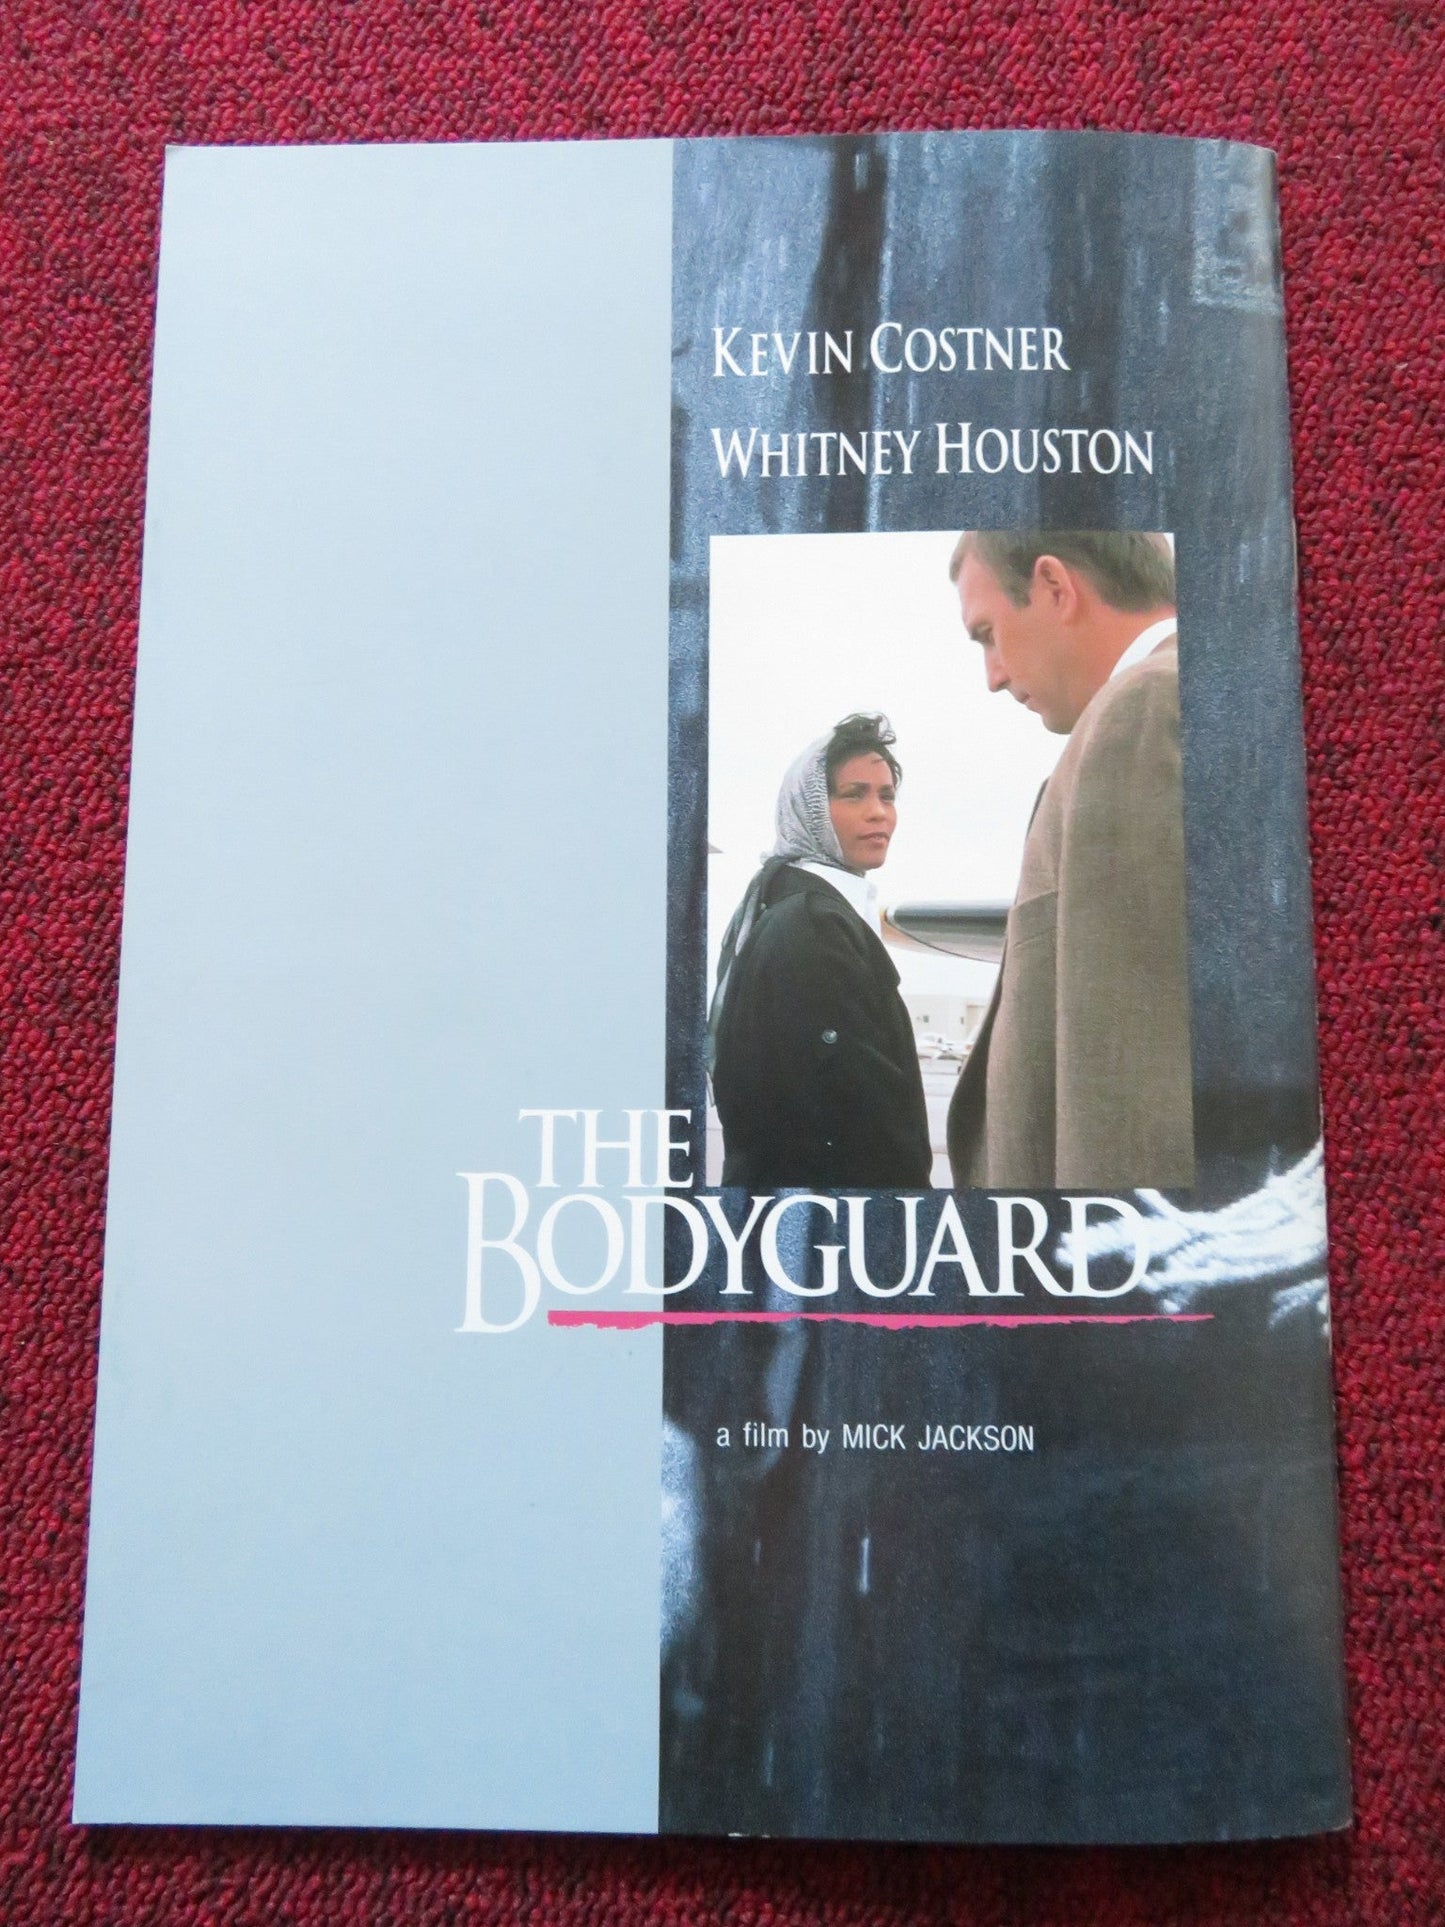 KEVIN COSTNER
WHITNEY HOUSTON
THE
BODYGUARD
a film by MICK JACKSON